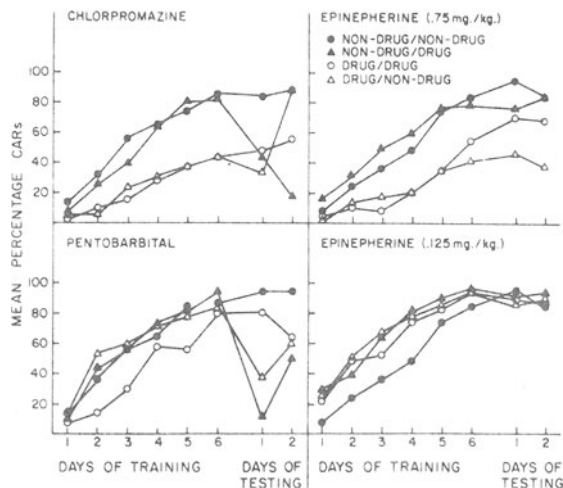 CHLORPROMAZINE
EPINEPHERINE (.75 mg./kg.)
NON-DRUG/NON-DRUG
NON-DRUG/DRUG
DRUG/DRUG
DRUG/NON-DRUG
100
80
60
40
20
MEAN PERCENTAGE CARs
PENTOBARBITAL
EPINEPHERINE (.125 mg./kg.)
100
80
60
40
20
1 2 3 4 5 6 1 2
1 2 3 4 5 6 1 2
DAYS OF TRAINING DAYS OF TESTING
DAYS OF TRAINING DAYS OF TESTING